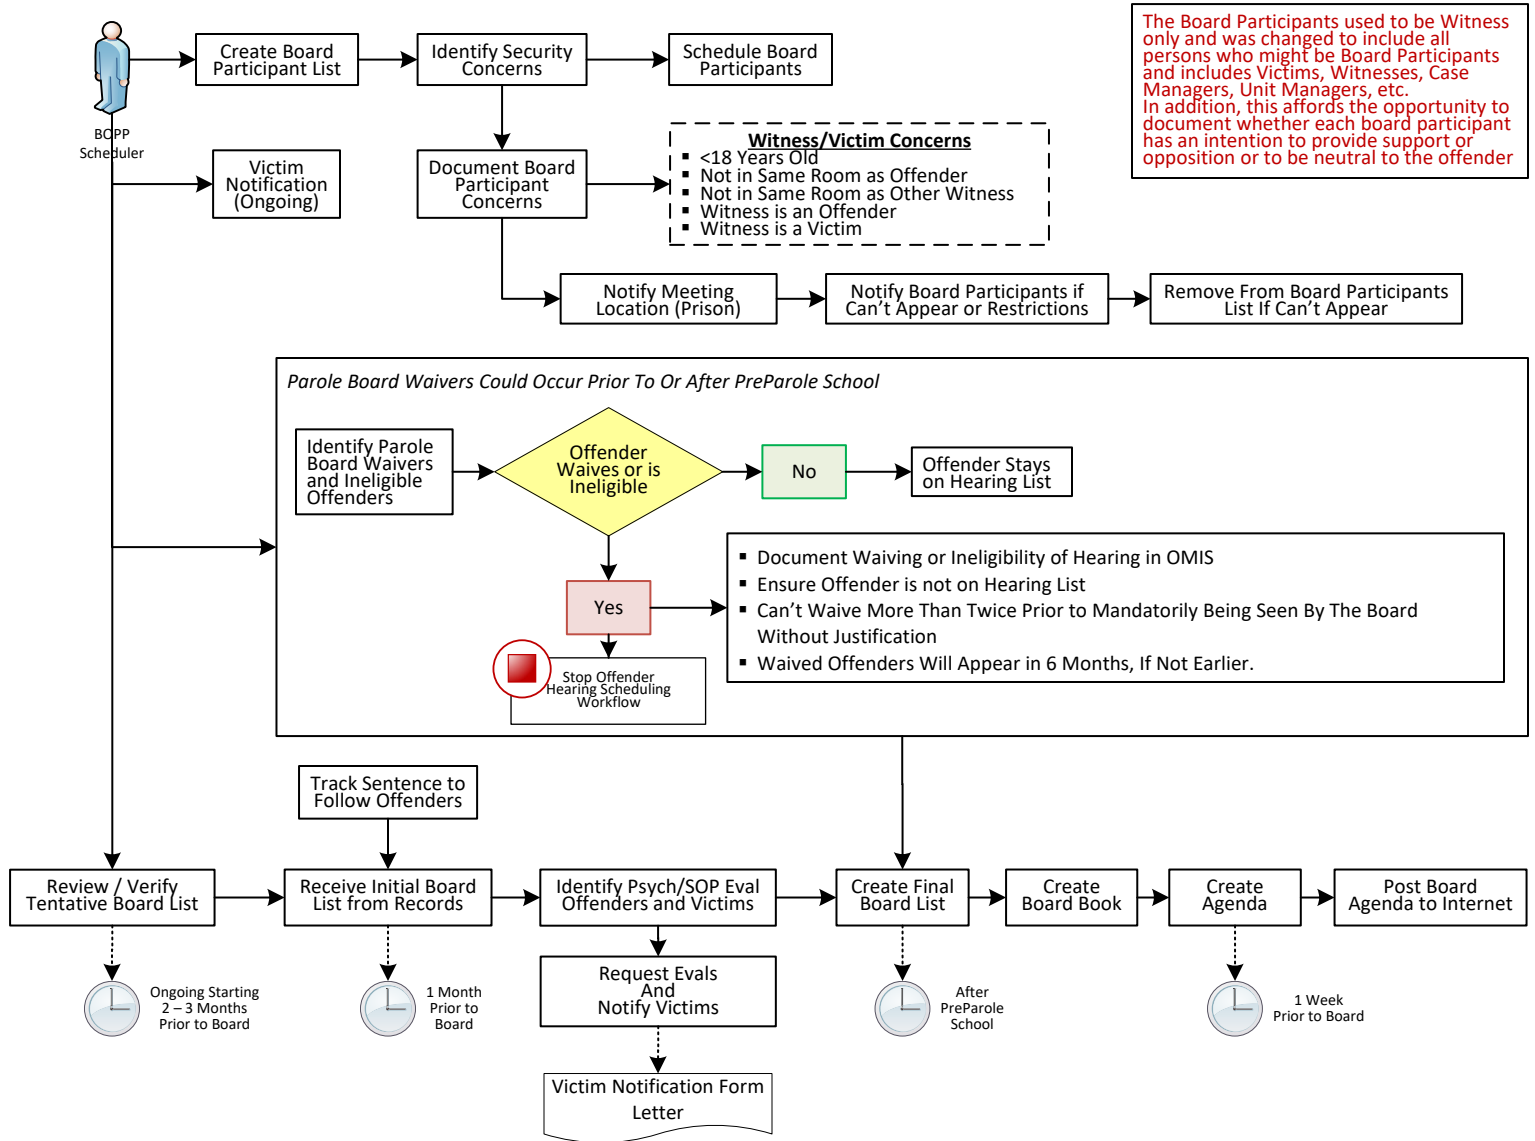 BOPP
Scheduler
Create Board
Participant List
Identify Security
Concerns
Schedule Board
Participants
The Board Participants used to be Witness
only and was changed to include all
persons who might be Board Participants
and includes Victims, Witnesses, Case
Managers, Unit Managers, etc.
In addition, this affords the opportunity to
document whether each board participant
has an intention to provide support or
opposition or to be neutral to the offender
Victim
Notification
(Ongoing)
Document Board
Participant
Concerns
Witness/Victim Concerns
▪ <18 Years Old
▪ Not in Same Room as Offender
▪ Not in Same Room as Other Witness
▪ Witness is an Offender
▪ Witness is a Victim
Notify Meeting
Location (Prison)
Notify Board Participants if
Can't Appear or Restrictions
Remove From Board Participants
List If Can't Appear
Parole Board Waivers Could Occur Prior To Or After PreParole School
Identify Parole
Board Waivers
and Ineligible
Offenders
Offender
Waives or is
Ineligible
No
Offender Stays
on Hearing List
Yes
▪ Document Waiving or Ineligibility of Hearing in OMIS
▪ Ensure Offender is not on Hearing List
▪ Can't Waive More Than Twice Prior to Mandatorily Being Seen By The Board
Without Justification
▪ Waived Offenders Will Appear in 6 Months, If Not Earlier.
Stop Offender
Hearing Scheduling
Workflow
Track Sentence to
Follow Offenders
Review / Verify
Tentative Board List
Receive Initial Board
List from Records
Identify Psych/SOP Eval
Offenders and Victims
Create Final
Board List
Create
Board Book
Create
Agenda
Post Board
Agenda to Internet
Ongoing Starting
2 – 3 Months
Prior to Board
1 Month
Prior to
Board
Request Evals
And
Notify Victims
After
PreParole
School
1 Week
Prior to Board
Victim Notification Form
Letter